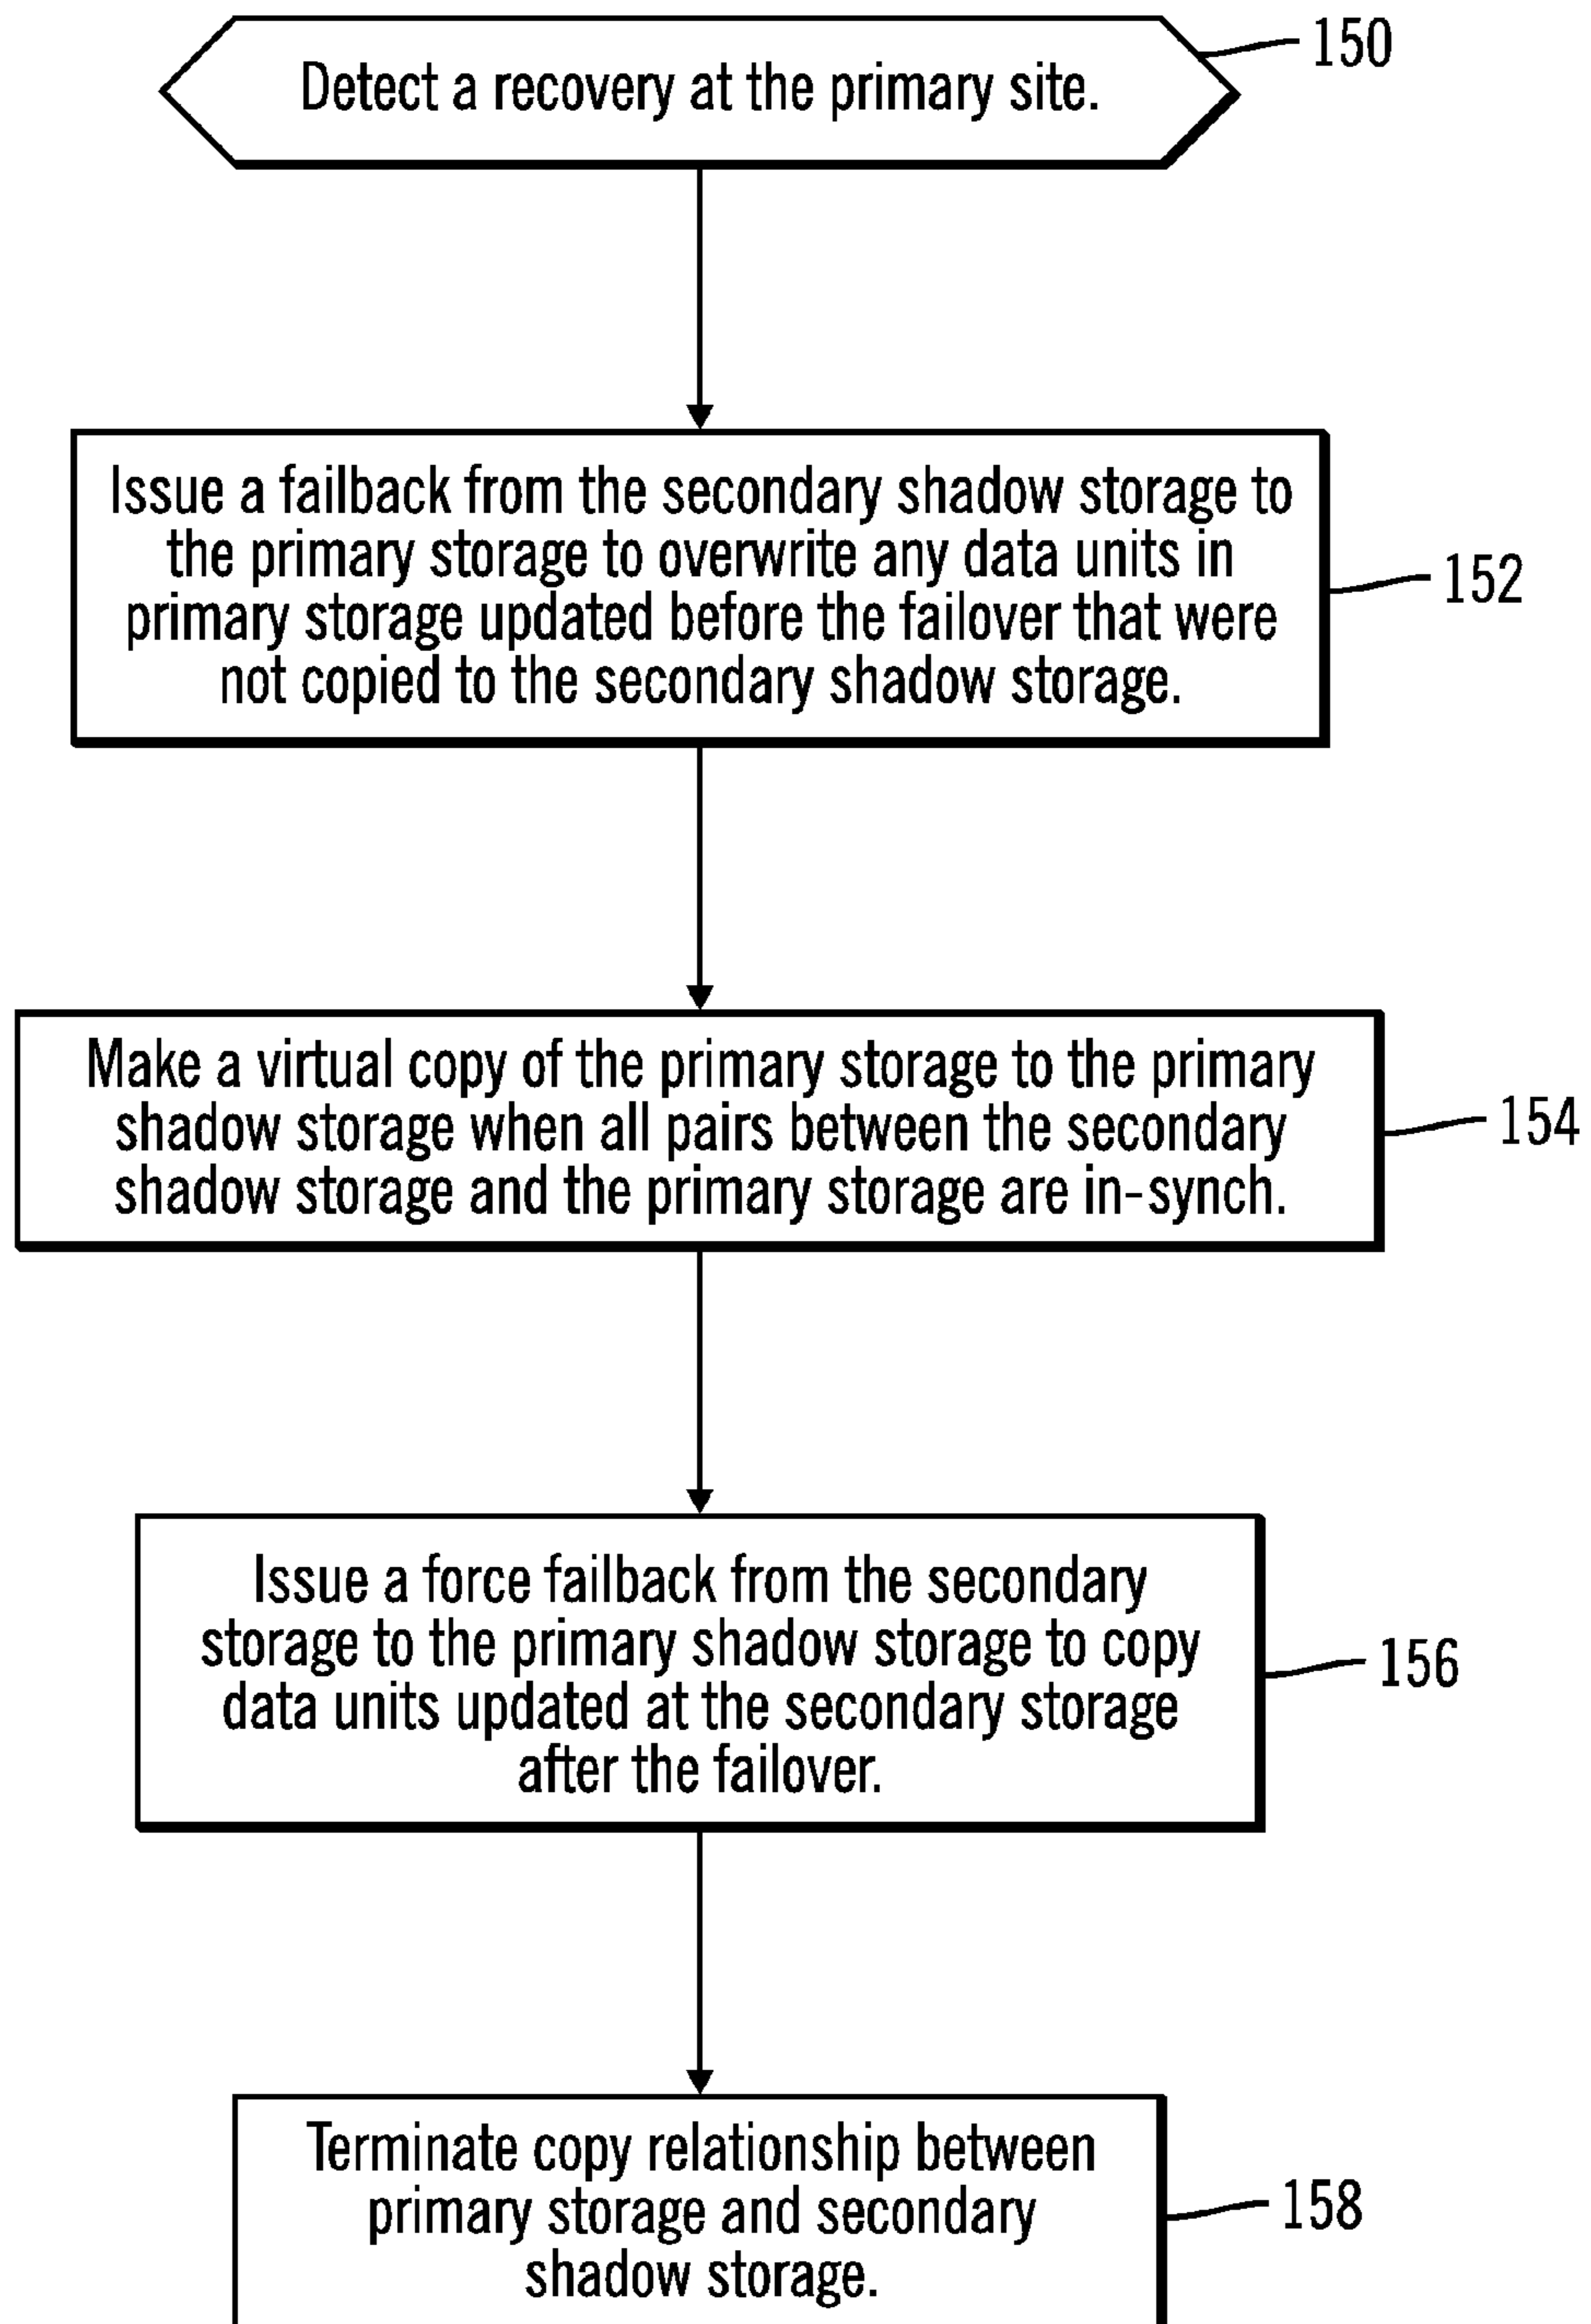 Detect a recovery at the primary site.
150
Issue a failback from the secondary shadow storage to
the primary storage to overwrite any data units in
primary storage updated before the failover that were
not copied to the secondary shadow storage.
152
Make a virtual copy of the primary storage to the primary
shadow storage when all pairs between the secondary
shadow storage and the primary storage are in-synch.
154
Issue a force failback from the secondary
storage to the primary shadow storage to copy
data units updated at the secondary storage
after the failover.
156
Terminate copy relationship between
primary storage and secondary
shadow storage.
158